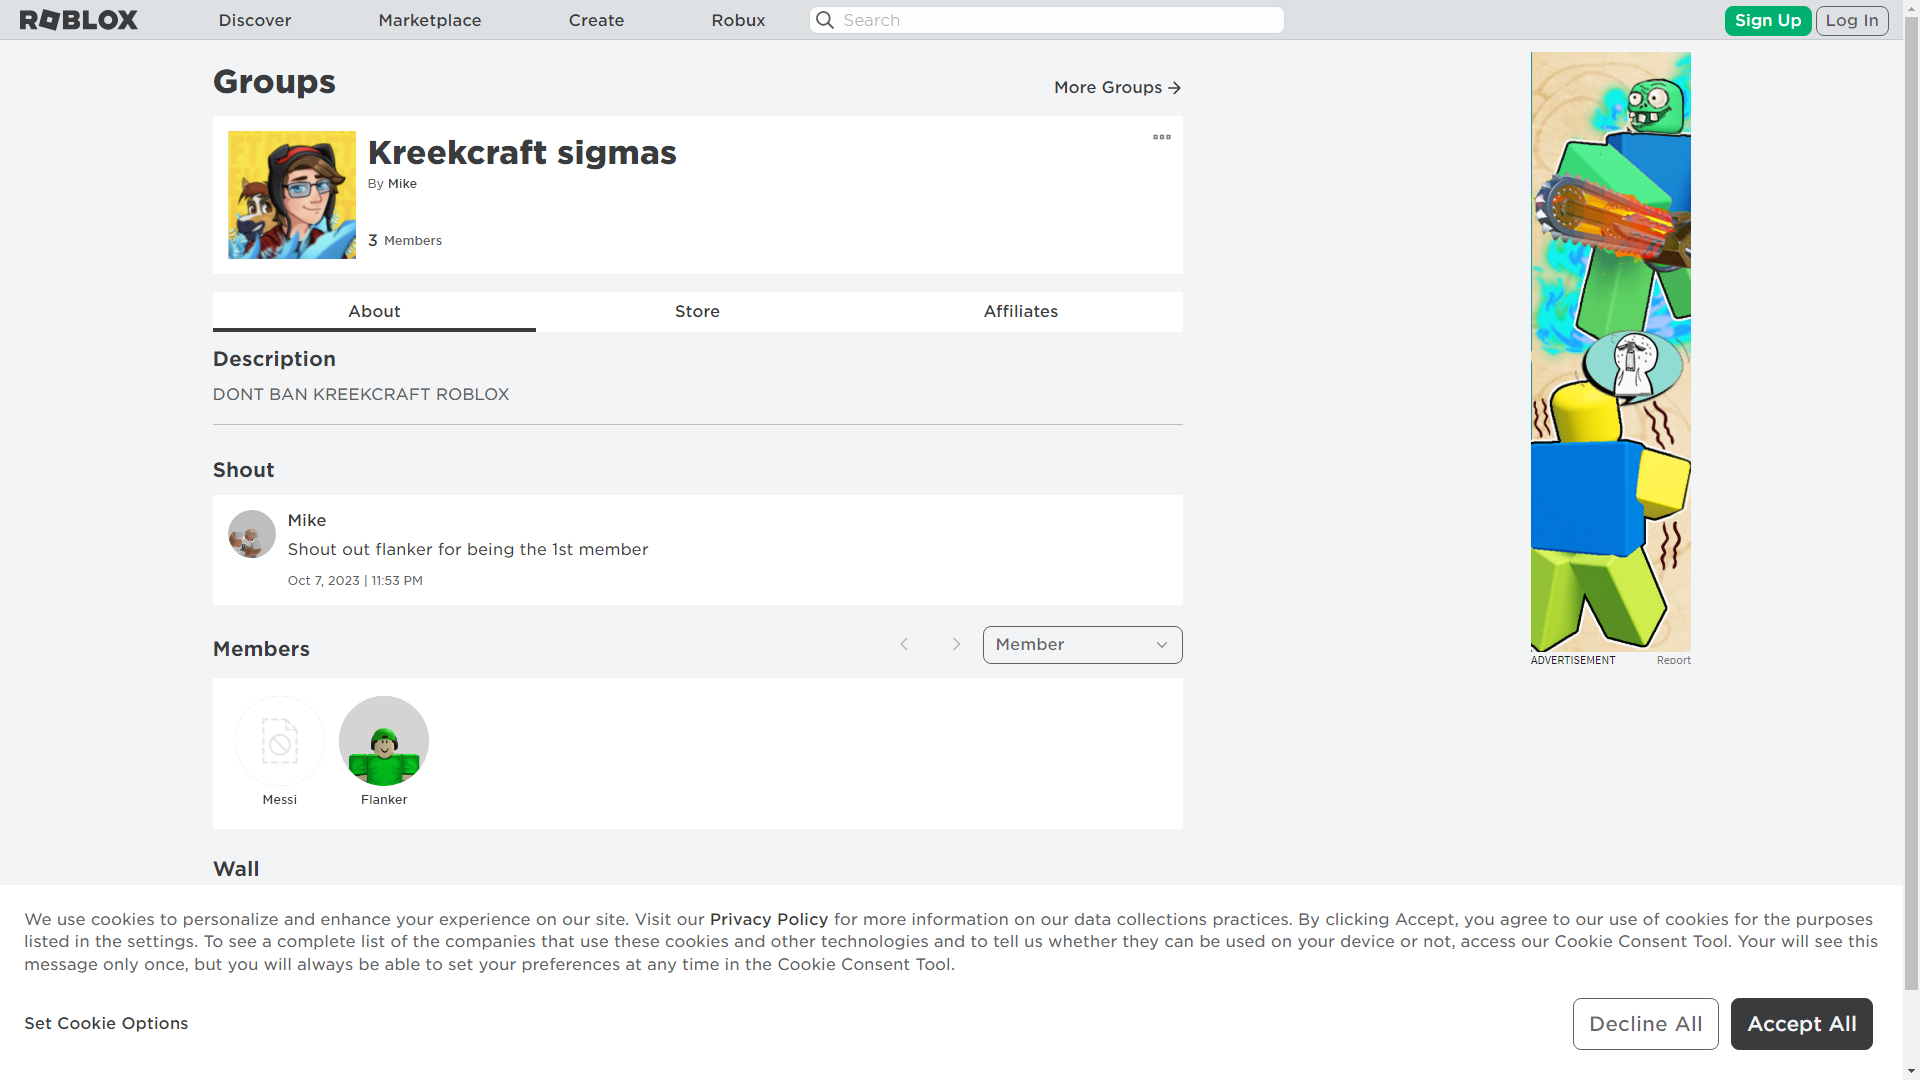 ROBLOX
Discover
Marketplace
Create
Robux
Search
Sign Up
Log In
Groups
More Groups
Kreekcraft sigmas
By Mike
3 Members
About
Store
Affiliates
Description
DONT BAN KREEKCRAFT ROBLOX
Shout
Mike
Shout out flanker for being the 1st member
Oct 7, 2023 | 11:53 PM
Members
Member
Messi
Flanker
ADVERTISEMENT
Report
Wall
We use cookies to personalize and enhance your experience on our site. Visit our Privacy Policy for more information on our data collections practices. By clicking Accept, you agree to our use of cookies for the purposes
listed in the settings. To see a complete list of the companies that use these cookies and other technologies and to tell us whether they can be used on your device or not, access our Cookie Consent Tool. Your will see this
message only once, but you will always be able to set your preferences at any time in the Cookie Consent Tool.
Set Cookie Options
Decline All
Accept All